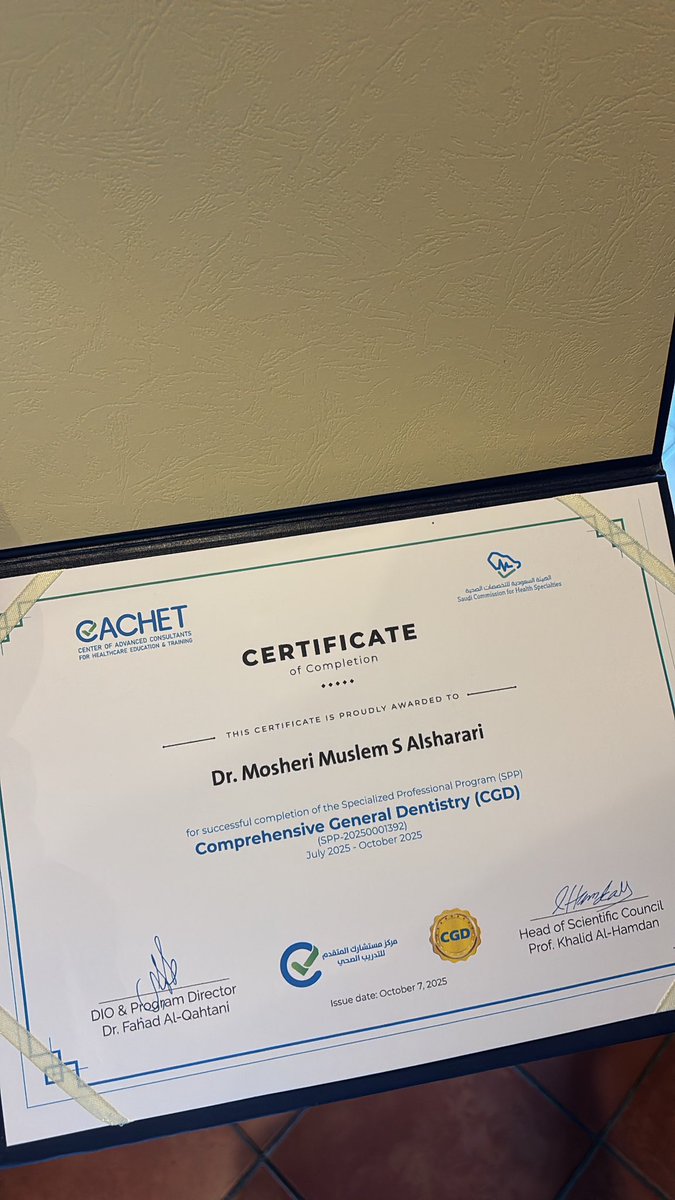 CACHET
CENTER OF ADVANCED CONSULTANTS
FOR HEALTHCARE EDUCATION & TRAINING
الهيئة السعودية للتخصصات الصحية
Saudi Commission for Health Specialties
CERTIFICATE
of Completion
THIS CERTIFICATE IS PROUDLY AWARDED TO
Dr. Mosheri Muslem S Alsharari
for successful completion of the Specialized Professional Program (SPP)
Comprehensive General Dentistry (CGD)
(SPP-20250001392)
July 2025 - October 2025
DIO & Program Director
Dr. Fahad Al-Qahtani
مركز مستشارك المتقدم
للتدريب الصحي
CGD
Issue date: October 7, 2025
Head of Scientific Council
Prof. Khalid Al-Hamdan